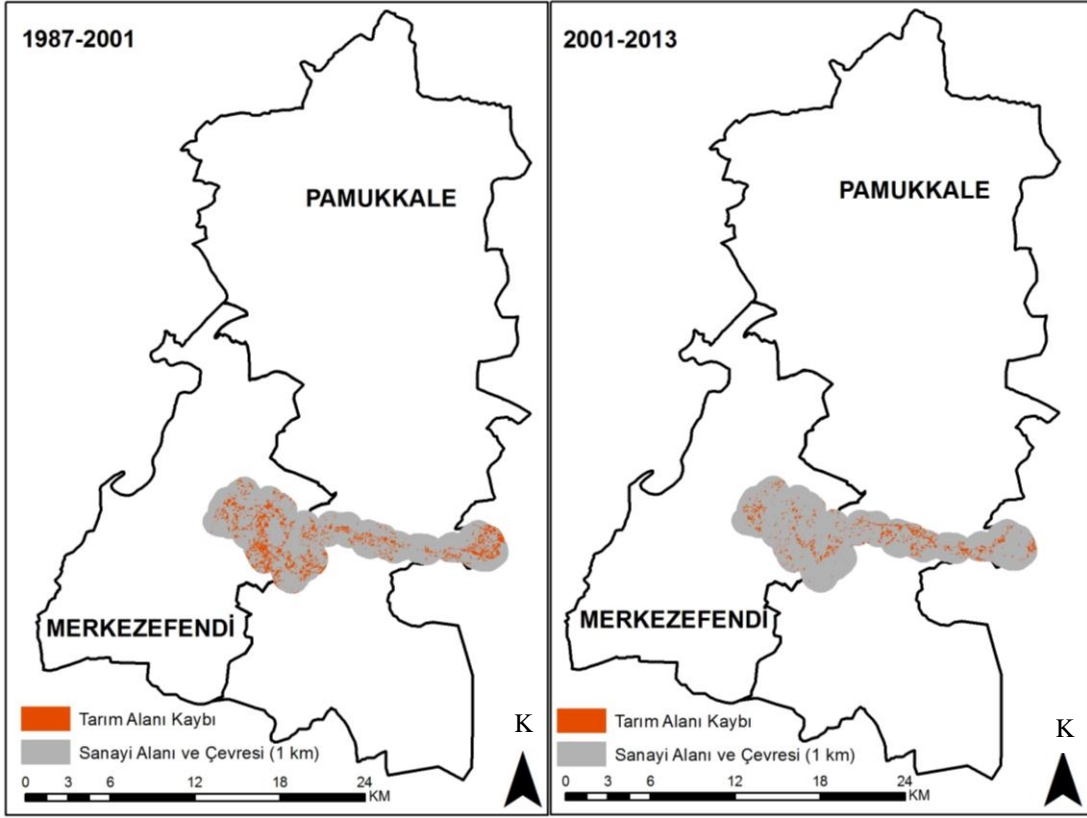 1987-2001
PAMUKKALE
MERKEZEFENDİ
Tarım Alanı Kaybı
Sanayi Alanı ve Çevresi (1 km)
K
0 3 6 12 18 24
KM
2001-2013
PAMUKKALE
MERKEZEFENDİ
Tarım Alanı Kaybı
Sanayi Alanı ve Çevresi (1 km)
K
0 3 6 12 18 24
KM